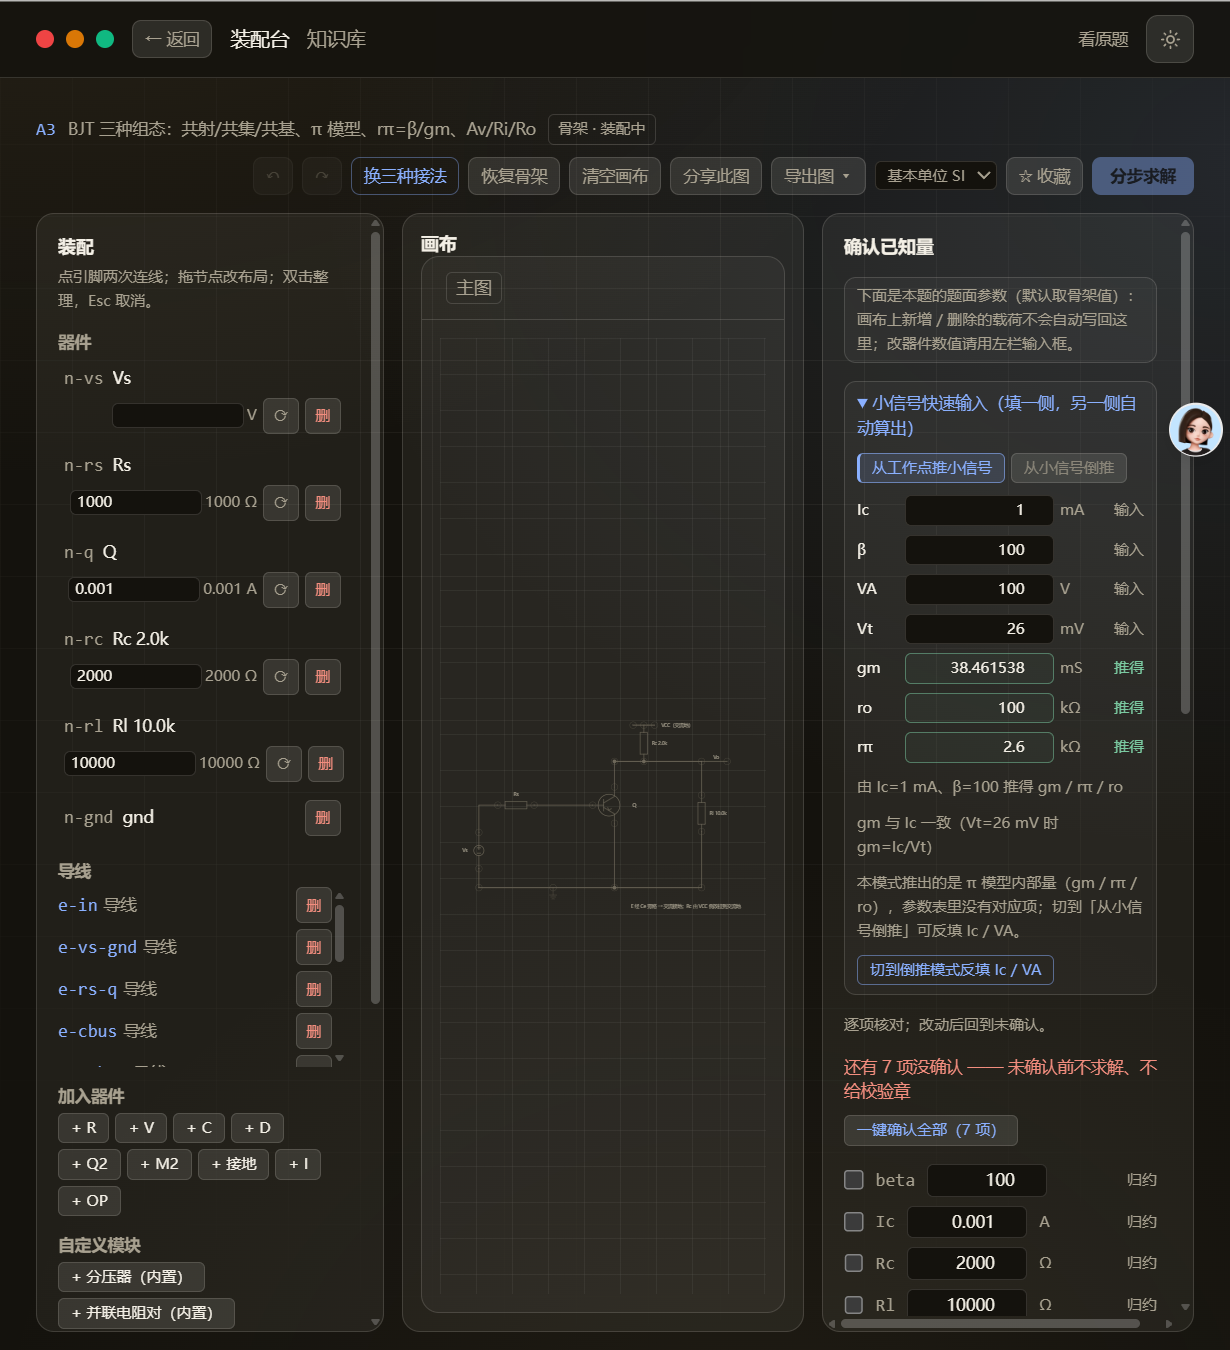 ← 返回
装配台
知识库
看原题
A3 BJT 三种组态：共射/共集/共基、π 模型、rπ=β/gm、Av/Ri/Ro
骨架 · 装配中
换三种接法
恢复骨架
清空画布
分享此图
导出图
基本单位 SI
☆ 收藏
分步求解
装配
点引脚两次连线；拖节点改布局；双击整
理，Esc 取消。
器件
n-vs Vs
V
删
n-rs Rs
1000
1000 Ω
删
n-q Q
0.001
0.001 A
删
n-rc Rc 2.0k
2000
2000 Ω
删
n-rl Rl 10.0k
10000
10000 Ω
删
n-gnd gnd
删
导线
e-in 导线
删
e-vs-gnd 导线
删
e-rs-q 导线
删
e-cbus 导线
删
加入器件
+ R
+ V
+ C
+ D
+ Q2
+ M2
+ 接地
+ I
+ OP
自定义模块
+ 分压器（内置）
+ 并联电阻对（内置）
画布
主图
Rc 2.0k
Vo
Rs
Q
Rl 10.0k
Vs
确认已知量
下面是本题的题面参数（默认取骨架值）：
画布上新增 / 删除的载荷不会自动写回这
里；改器件数值请用左栏输入框。
▼ 小信号快速输入（填一侧，另一侧自
动算出）
从工作点推小信号
从小信号倒推
Ic 1 mA 输入
β 100 输入
VA 100 V 输入
Vt 26 mV 输入
gm 38.461538 mS 推得
ro 100 kΩ 推得
rπ 2.6 kΩ 推得
由 Ic=1 mA、β=100 推得 gm / rπ / ro
gm 与 Ic 一致（Vt=26 mV 时
gm=Ic/Vt）
本模式推出的是 π 模型内部量（gm / rπ /
ro），参数表里没有对应项；切到「从小信
号倒推」可反填 Ic / VA。
切到倒推模式反填 Ic / VA
逐项核对；改动后回到未确认。
还有 7 项没确认 —— 未确认前不求解、不
给校验章
一键确认全部（7 项）
beta 100 归约
Ic 0.001 A 归约
Rc 2000 Ω 归约
Rl 10000 Ω 归约